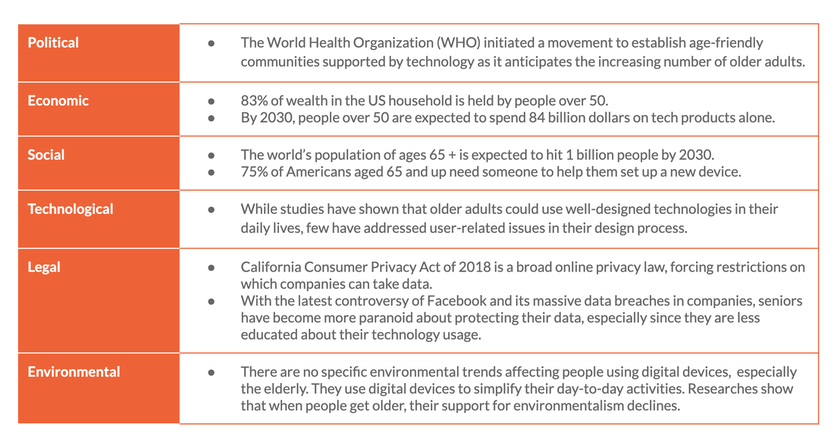 Political
● The World Health Organization (WHO) initiated a movement to establish age-friendly
communities supported by technology as it anticipates the increasing number of older adults.
Economic
● 83% of wealth in the US household is held by people over 50.
● By 2030, people over 50 are expected to spend 84 billion dollars on tech products alone.
Social
● The world's population of ages 65 + is expected to hit 1 billion people by 2030.
● 75% of Americans aged 65 and up need someone to help them set up a new device.
Technological
● While studies have shown that older adults could use well-designed technologies in their
daily lives, few have addressed user-related issues in their design process.
Legal
● California Consumer Privacy Act of 2018 is a broad online privacy law, forcing restrictions on
which companies can take data.
● With the latest controversy of Facebook and its massive data breaches in companies, seniors
have become more paranoid about protecting their data, especially since they are less
educated about their technology usage.
Environmental
● There are no specific environmental trends affecting people using digital devices, especially
the elderly. They use digital devices to simplify their day-to-day activities. Researches show
that when people get older, their support for environmentalism declines.